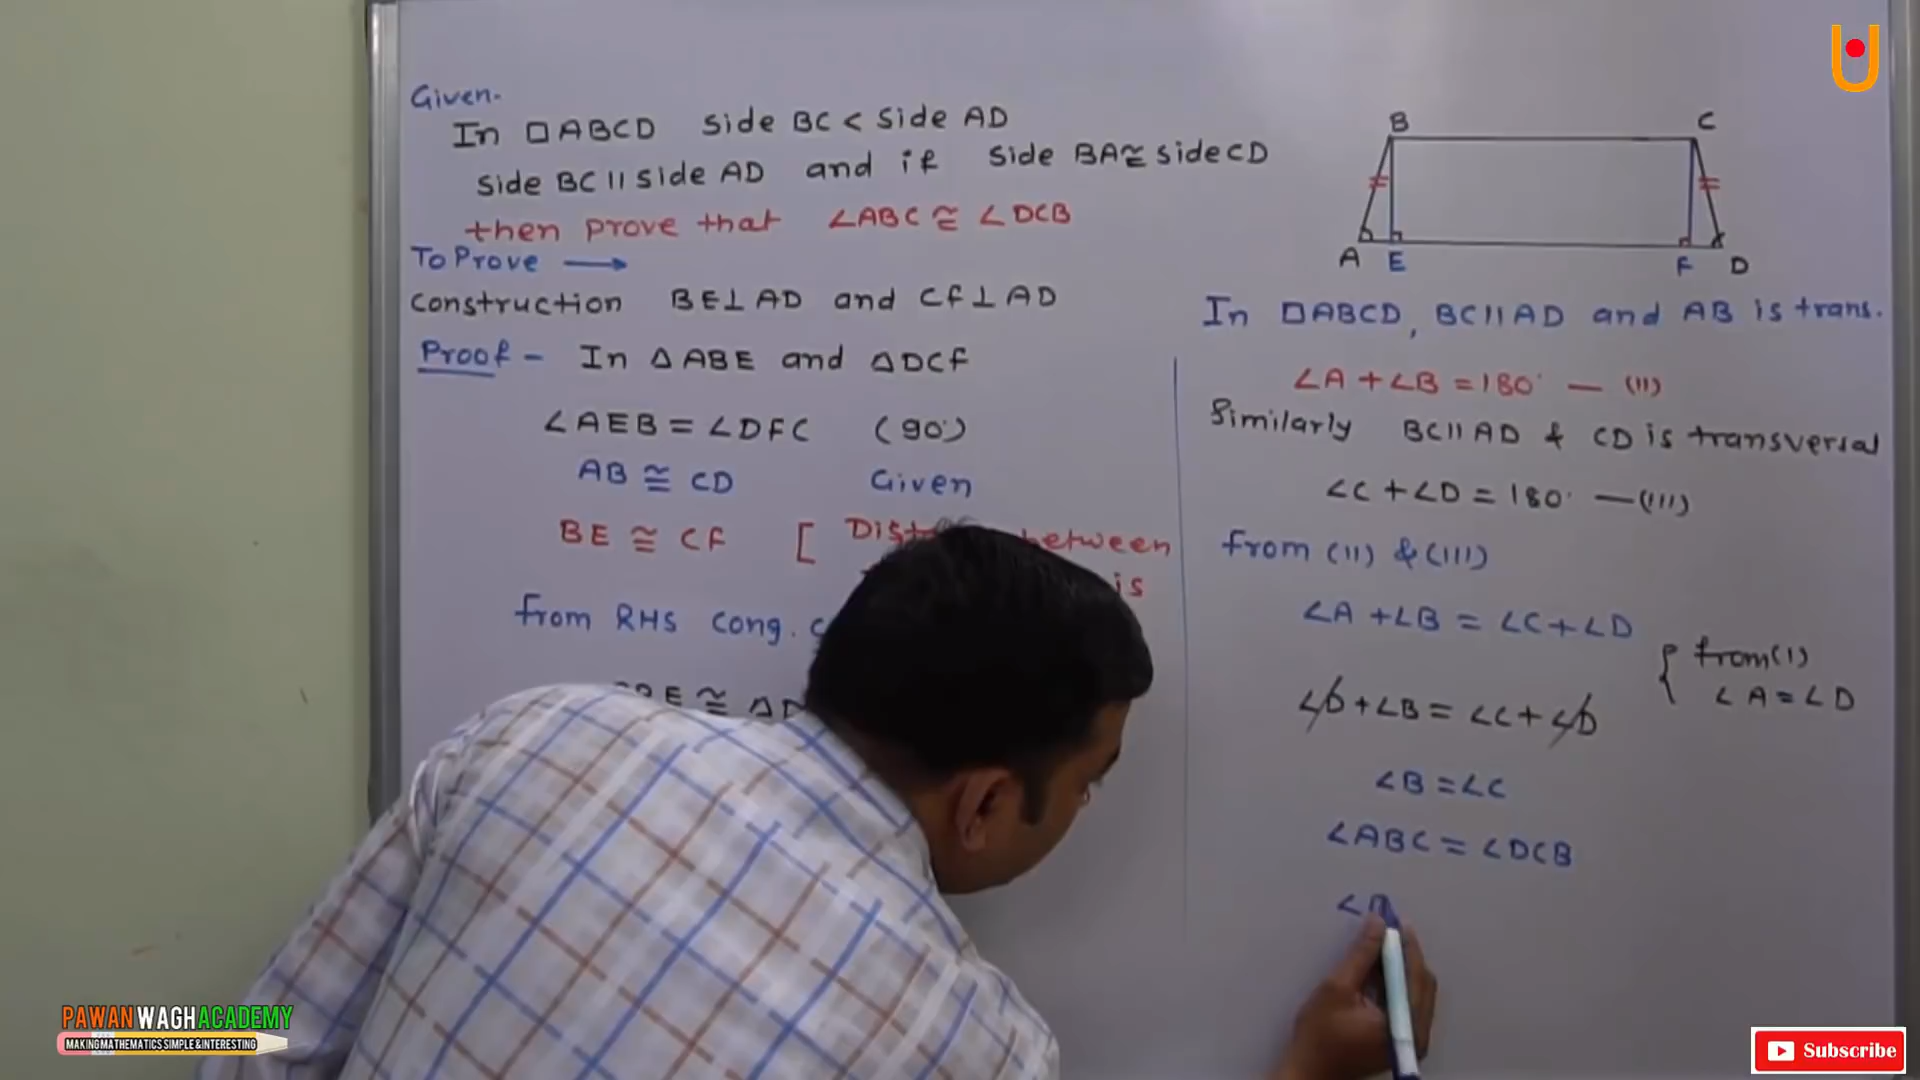 Given-
In □ABCD side BC < side AD
side BC || side AD and if side BA ≅ side CD
then prove that ∠ABC ≅ ∠DCB
To Prove →
Construction BE ⊥ AD and CF ⊥ AD
Proof - In △ABE and △DCF
∠AEB = ∠DFC (90°)
AB ≅ CD Given
BE ≅ CF [ between
is
from RHS cong.
≅
B C
A E F D
In □ABCD, BC || AD and AB is trans.
∠A + ∠B = 180° — (II)
Similarly BC || AD & CD is transversal
∠C + ∠D = 180° — (III)
from (II) & (III)
∠A + ∠B = ∠C + ∠D
{ from (I)
∠A = ∠D
∠D + ∠B = ∠C + ∠D
∠B = ∠C
∠ABC = ∠DCB
∠
PAWAN WAGH ACADEMY
MAKING MATHEMATICS SIMPLE & INTERESTING
Subscribe